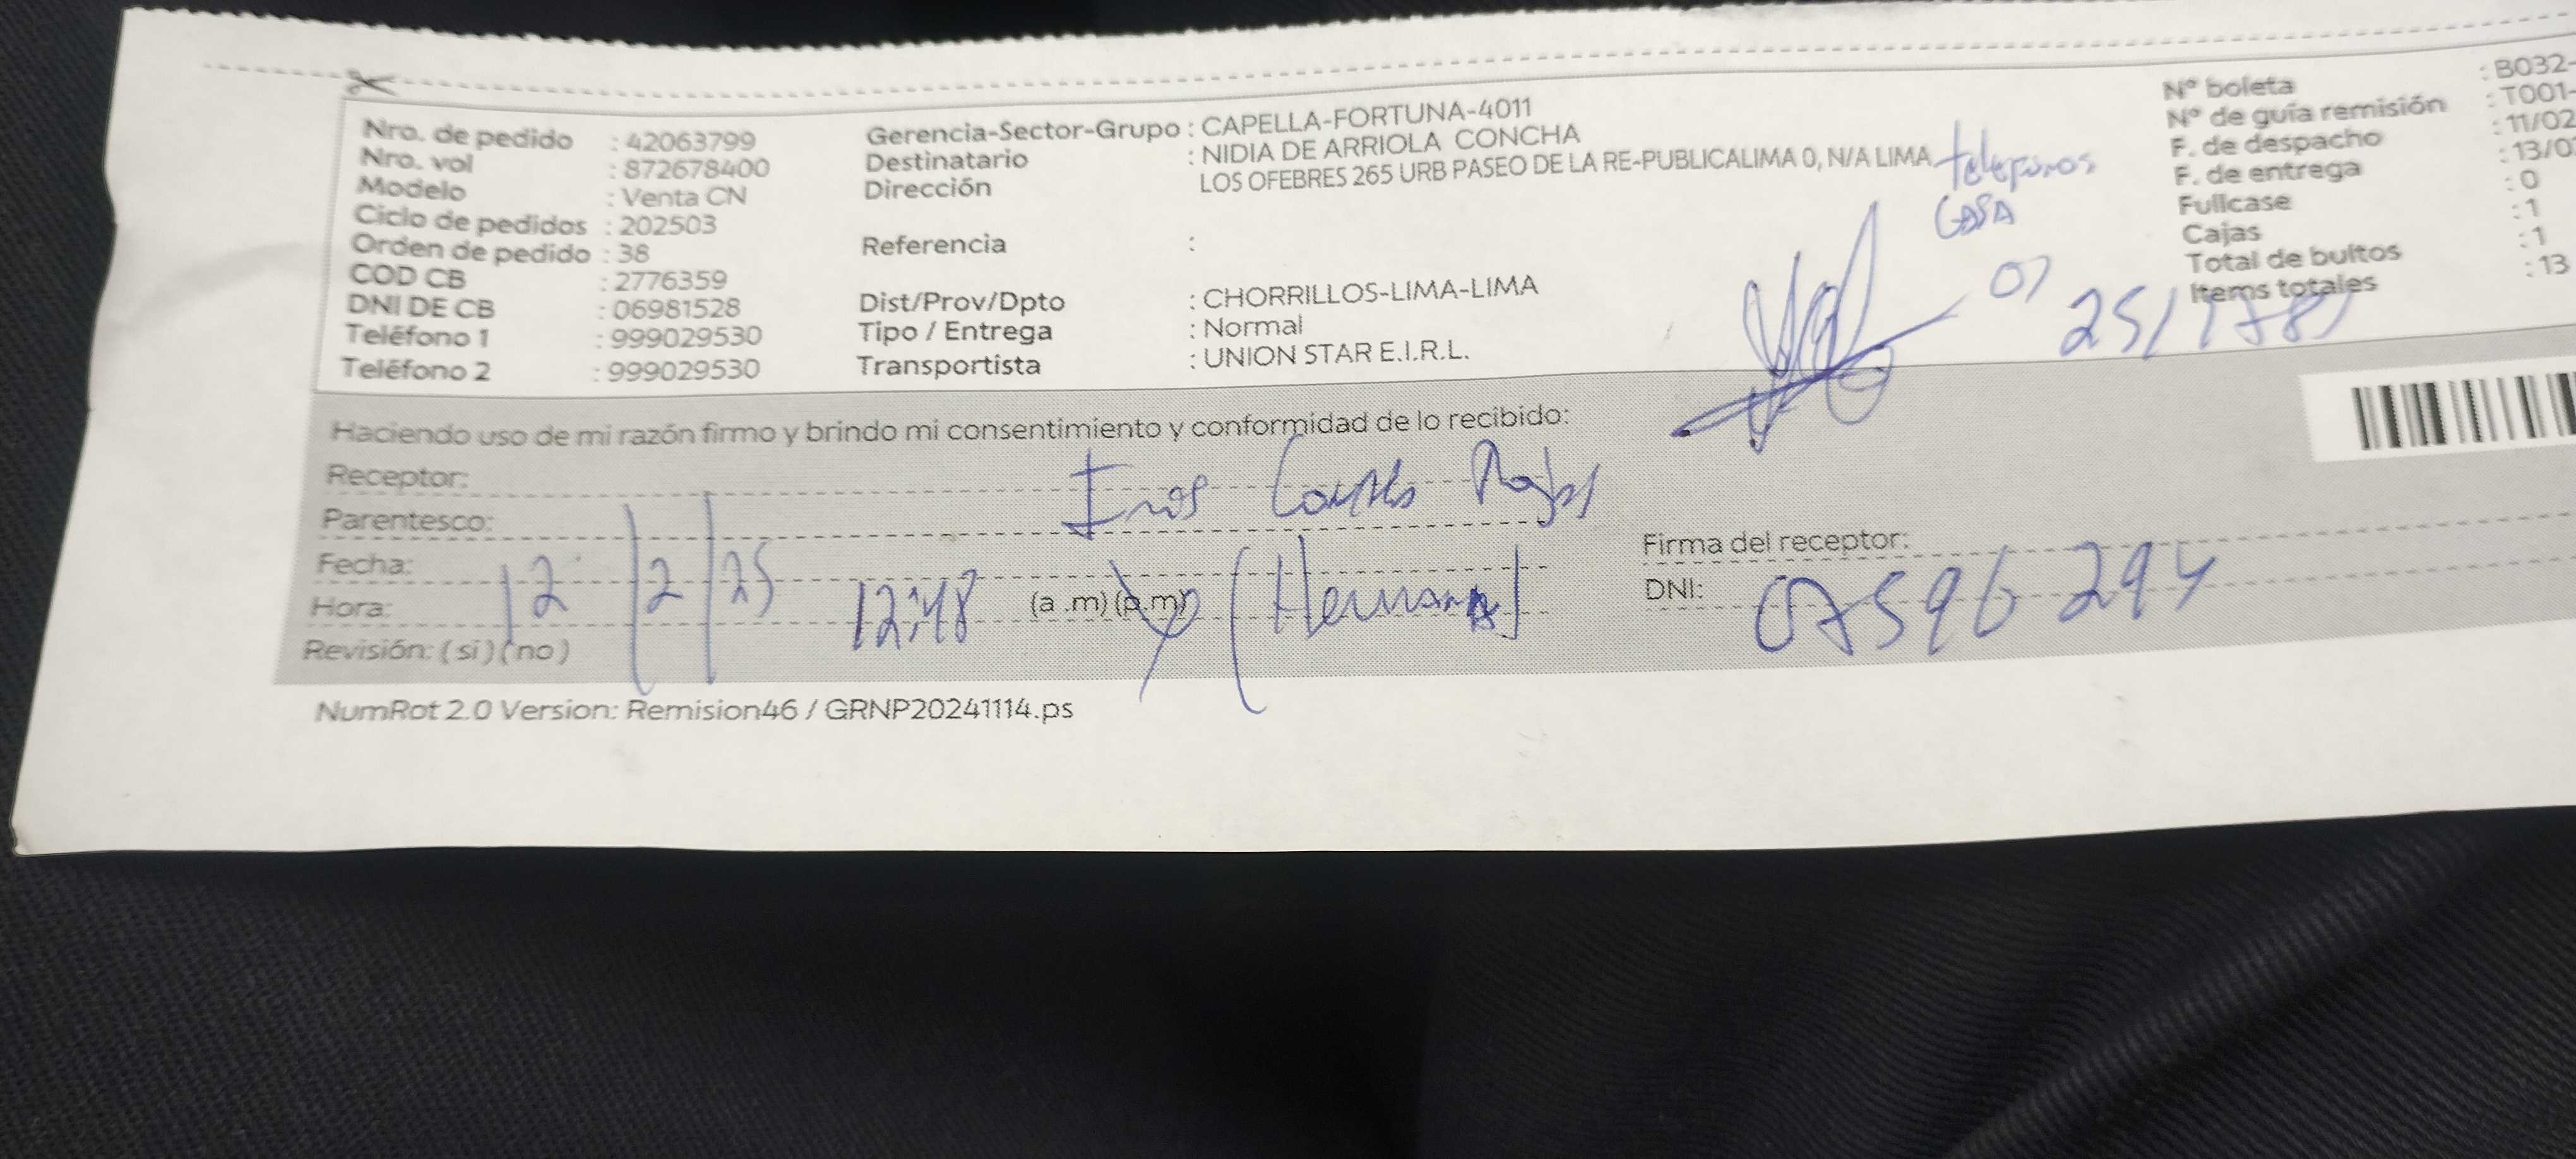 Nro. de pedido : 42063799
Nro. vol : 872678400
Modelo : Venta CN
Ciclo de pedidos : 202503
Orden de pedido : 38
COD CB : 2776359
DNI DE CB : 06981528
Teléfono 1 : 999029530
Teléfono 2 : 999029530
Gerencia-Sector-Grupo : CAPELLA-FORTUNA-4011
Destinatario : NIDIA DE ARRIOLA CONCHA
Dirección LOS OFEBRES 265 URB PASEO DE LA RE-PUBLICALIMA 0, N/A LIMA
Referencia :
Dist/Prov/Dpto : CHORRILLOS-LIMA-LIMA
Tipo / Entrega : Normal
Transportista : UNION STAR E.I.R.L.
telefonos
CASA
Nº boleta : B032-
Nº de guía remisión : T001-
F. de despacho : 11/02
F. de entrega : 13/0
Fullcase : 0
Cajas : 1
Total de bultos : 1
Items totales : 13
Haciendo uso de mi razón firmo y brindo mi consentimiento y conformidad de lo recibido:
Receptor:
Parentesco:
Fecha: 12/2/25
Hora: 12:48 (a .m) (p.m)
Revisión: ( si ) ( no )
Firma del receptor:
DNI: 07596294
NumRot 2.0 Version: Remision46 / GRNP20241114.ps